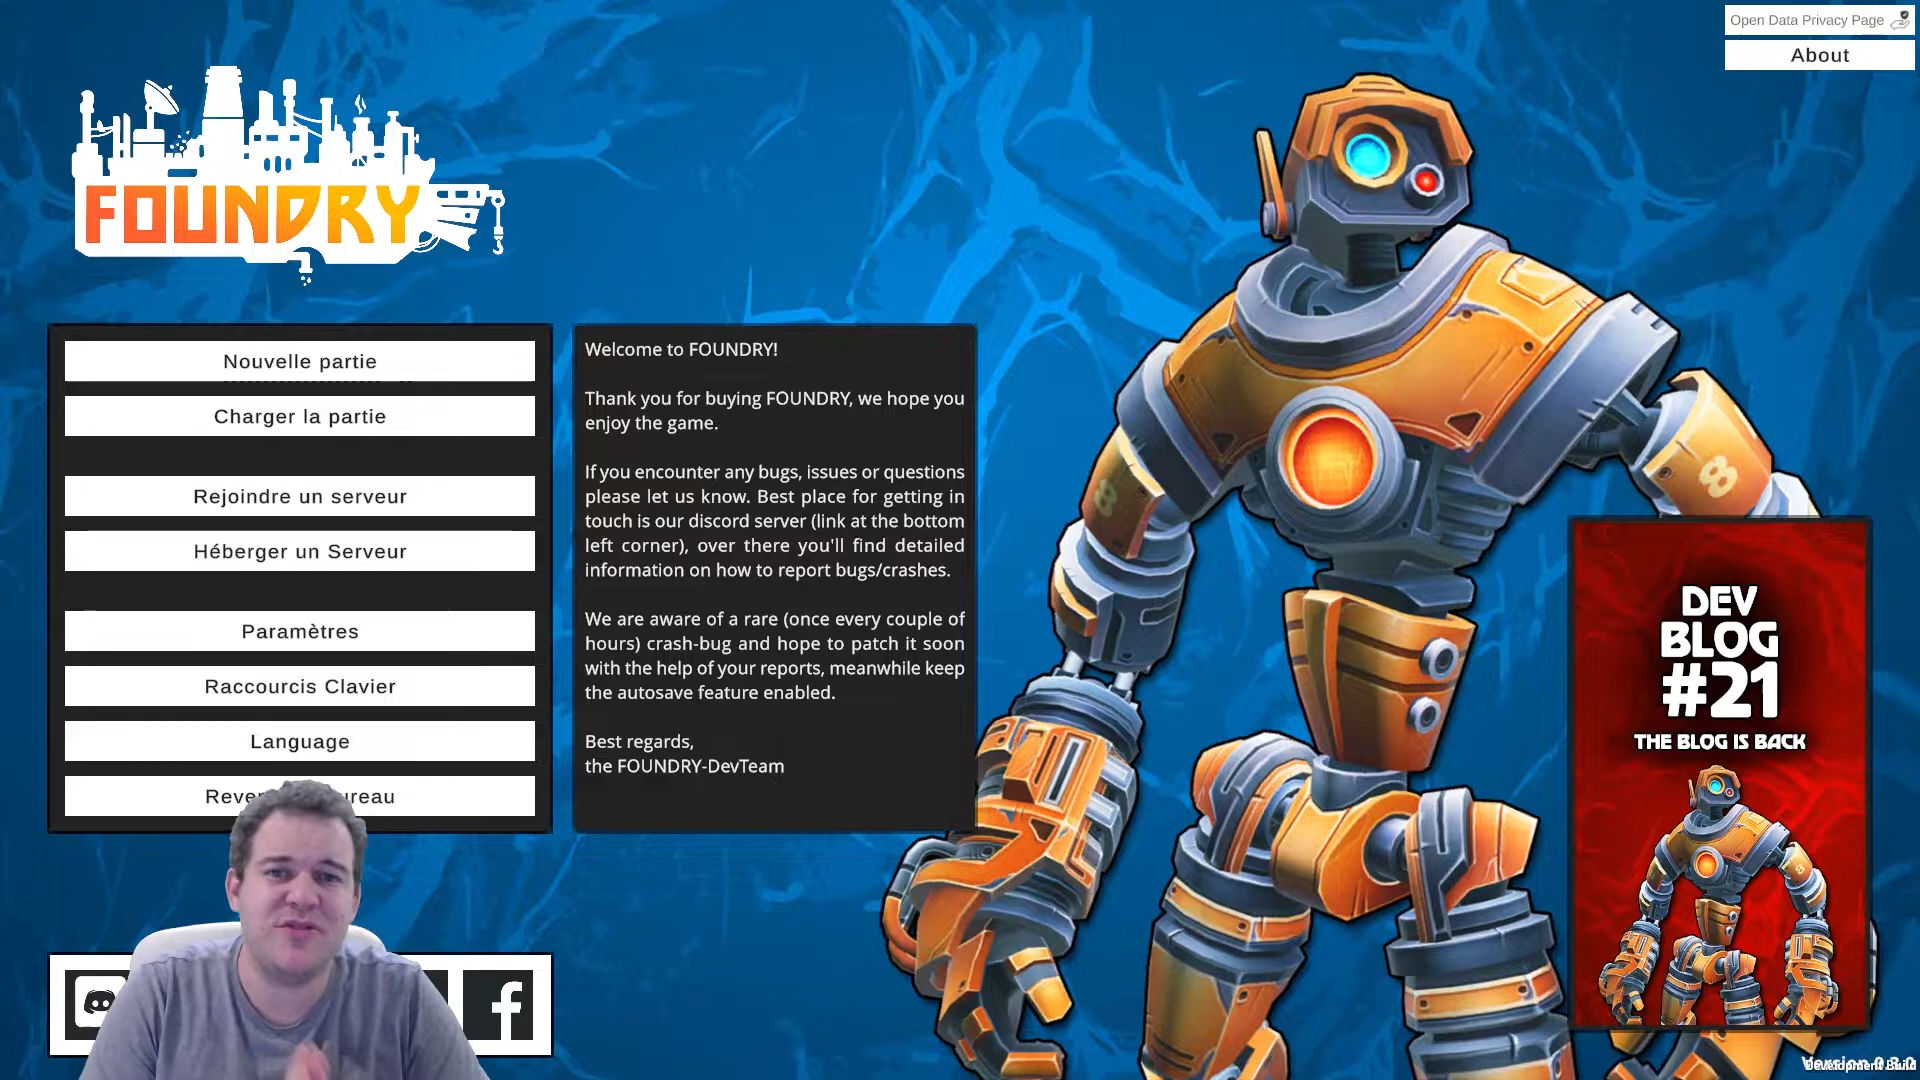 Open Data Privacy Page
About
FOUNDRY
Nouvelle partie
Charger la partie
Rejoindre un serveur
Héberger un Serveur
Paramètres
Raccourcis Clavier
Language
Welcome to FOUNDRY!
Thank you for buying FOUNDRY, we hope you
enjoy the game.
If you encounter any bugs, issues or questions
please let us know. Best place for getting in
touch is our discord server (link at the bottom
left corner), over there you'll find detailed
information on how to report bugs/crashes.
We are aware of a rare (once every couple of
hours) crash-bug and hope to patch it soon
with the help of your reports, meanwhile keep
the autosave feature enabled.
Best regards,
the FOUNDRY-DevTeam
8
8
DEV
BLOG
#21
THE BLOG IS BACK
8
Development Build